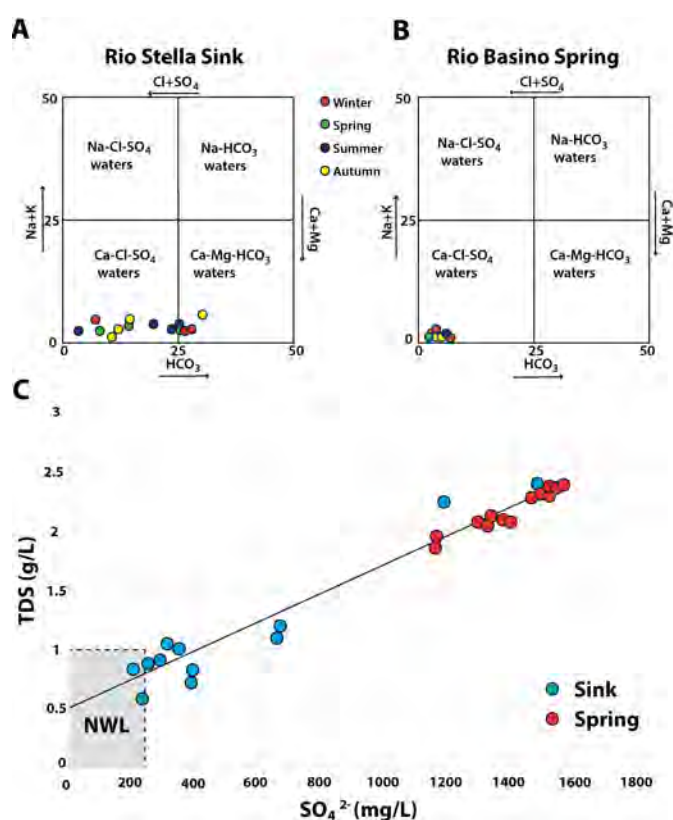 A
Rio Stella Sink
Cl+SO4
50
Na-Cl-SO4
waters
Na-HCO3
waters
Na+K
25
Ca+Mg
Ca-Cl-SO4
waters
Ca-Mg-HCO3
waters
0
0
25
50
HCO3
Winter
Spring
Summer
Autumn
B
Rio Basino Spring
Cl+SO4
50
Na-Cl-SO4
waters
Na-HCO3
waters
Na+K
25
Ca+Mg
Ca-Cl-SO4
waters
Ca-Mg-HCO3
waters
0
0
25
50
HCO3
C
3
2.5
2
1.5
1
0.5
0
TDS (g/L)
NWL
Sink
Spring
0 200 400 600 800 1000 1200 1400 1600 1800
SO4 2- (mg/L)